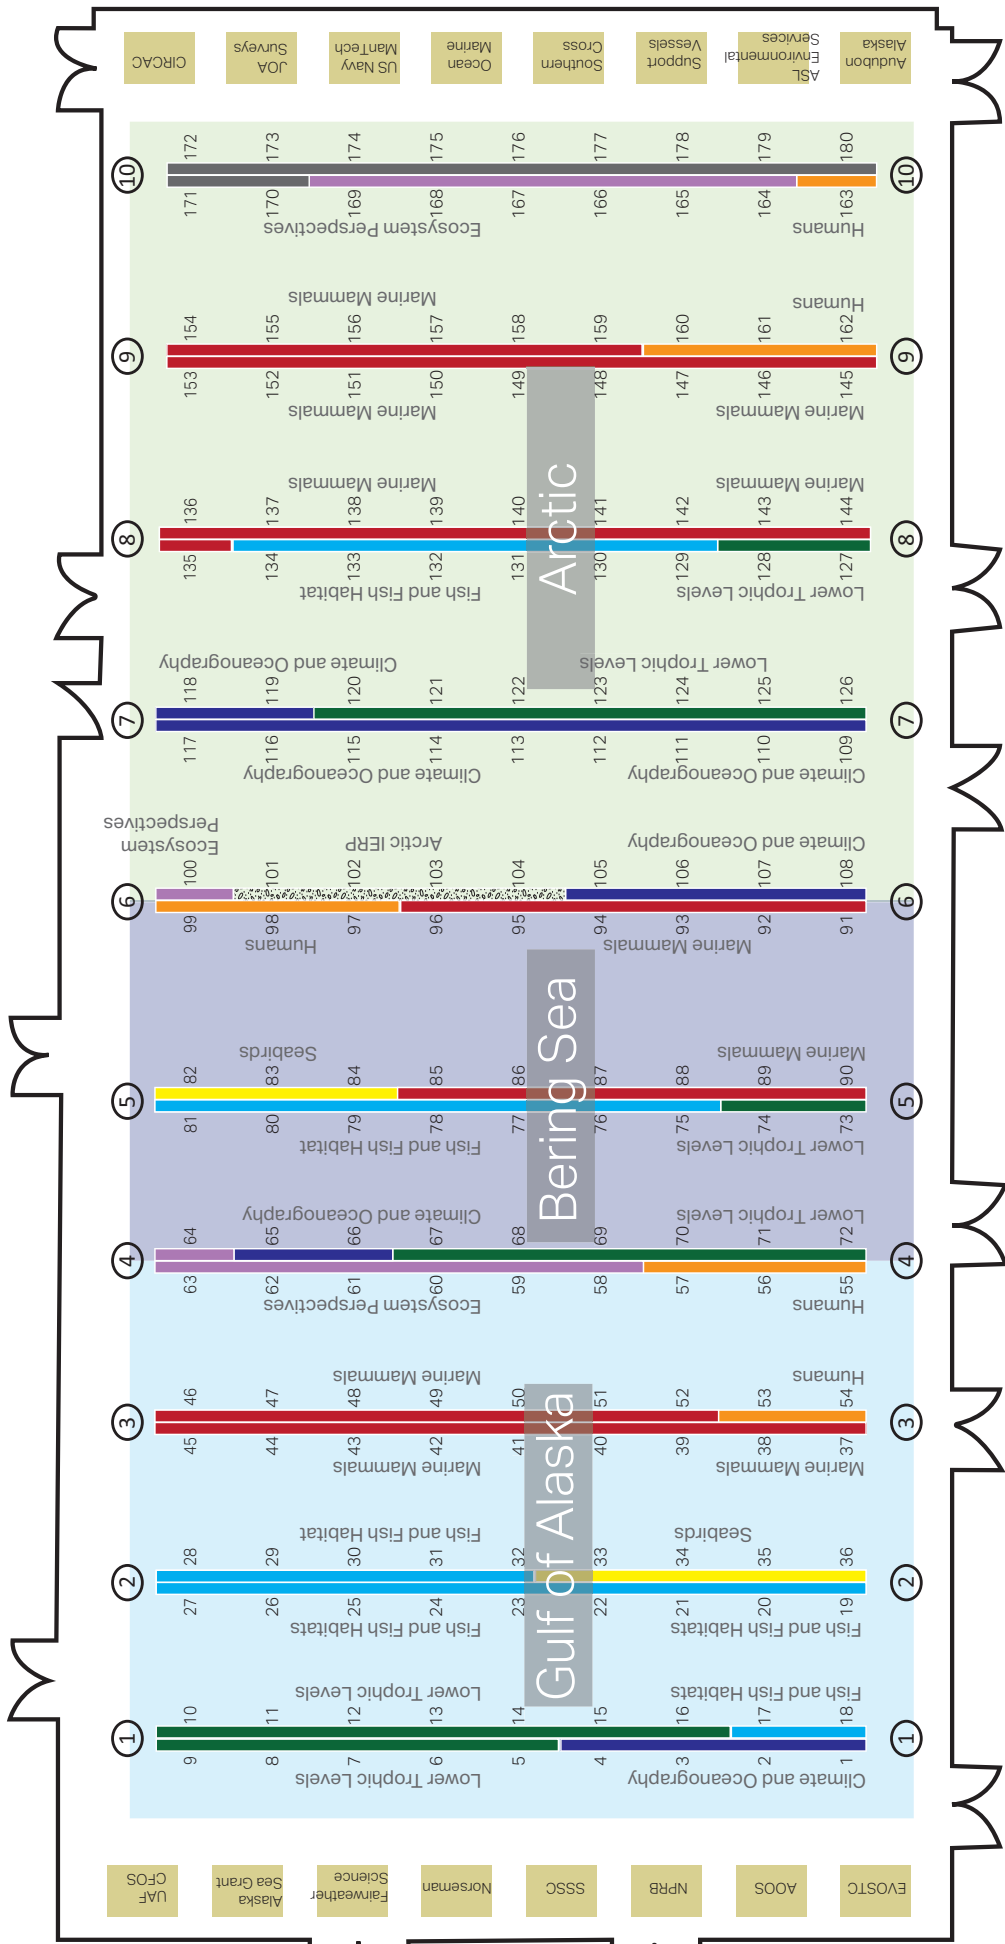 CIRCAC
JOA
Surveys
US Navy
ManTech
Ocean
Marine
Southern
Cross
Support
Vessels
ASL
Environmental
Services
Audubon
Alaska
10
172 173 174 175 176 177 178 179 180
171 170 169 168 167 166 165 164 163
10
Ecosystem Perspectives
Humans
Marine Mammals
Humans
9
154 155 156 157 158 159 160 161 162
153 152 151 150 149 148 147 146 145
9
Marine Mammals
Marine Mammals
Arctic
Marine Mammals
Marine Mammals
8
136 137 138 139 140 141 142 143 144
135 134 133 132 131 130 129 128 127
8
Fish and Fish Habitat
Lower Trophic Levels
Climate and Oceanography
Lower Trophic Levels
7
118 119 120 121 122 123 124 125 126
117 116 115 114 113 112 111 110 109
7
Climate and Oceanography
Climate and Oceanography
Ecosystem
Perspectives
Arctic IERP
Climate and Oceanography
6
100 101 102 103 104 105 106 107 108
99 98 97 96 95 94 93 92 91
6
Humans
Marine Mammals
Bering Sea
Seabirds
Marine Mammals
5
82 83 84 85 86 87 88 89 90
81 80 79 78 77 76 75 74 73
5
Fish and Fish Habitat
Lower Trophic Levels
Climate and Oceanography
Lower Trophic Levels
4
64 65 66 67 68 69 70 71 72
63 62 61 60 59 58 57 56 55
4
Ecosystem Perspectives
Humans
Marine Mammals
Humans
3
46 47 48 49 50 51 52 53 54
45 44 43 42 41 40 39 38 37
3
Marine Mammals
Marine Mammals
Gulf of Alaska
Fish and Fish Habitat
Seabirds
2
28 29 30 31 32 33 34 35 36
27 26 25 24 23 22 21 20 19
2
Fish and Fish Habitats
Fish and Fish Habitats
Lower Trophic Levels
Fish and Fish Habitats
1
10 11 12 13 14 15 16 17 18
9 8 7 6 5 4 3 2 1
1
Lower Trophic Levels
Climate and Oceanography
UAF
CFOS
Alaska
Sea Grant
Fairweather
Science
Norseman
SSSC
NPRB
AOOS
EVOSTC